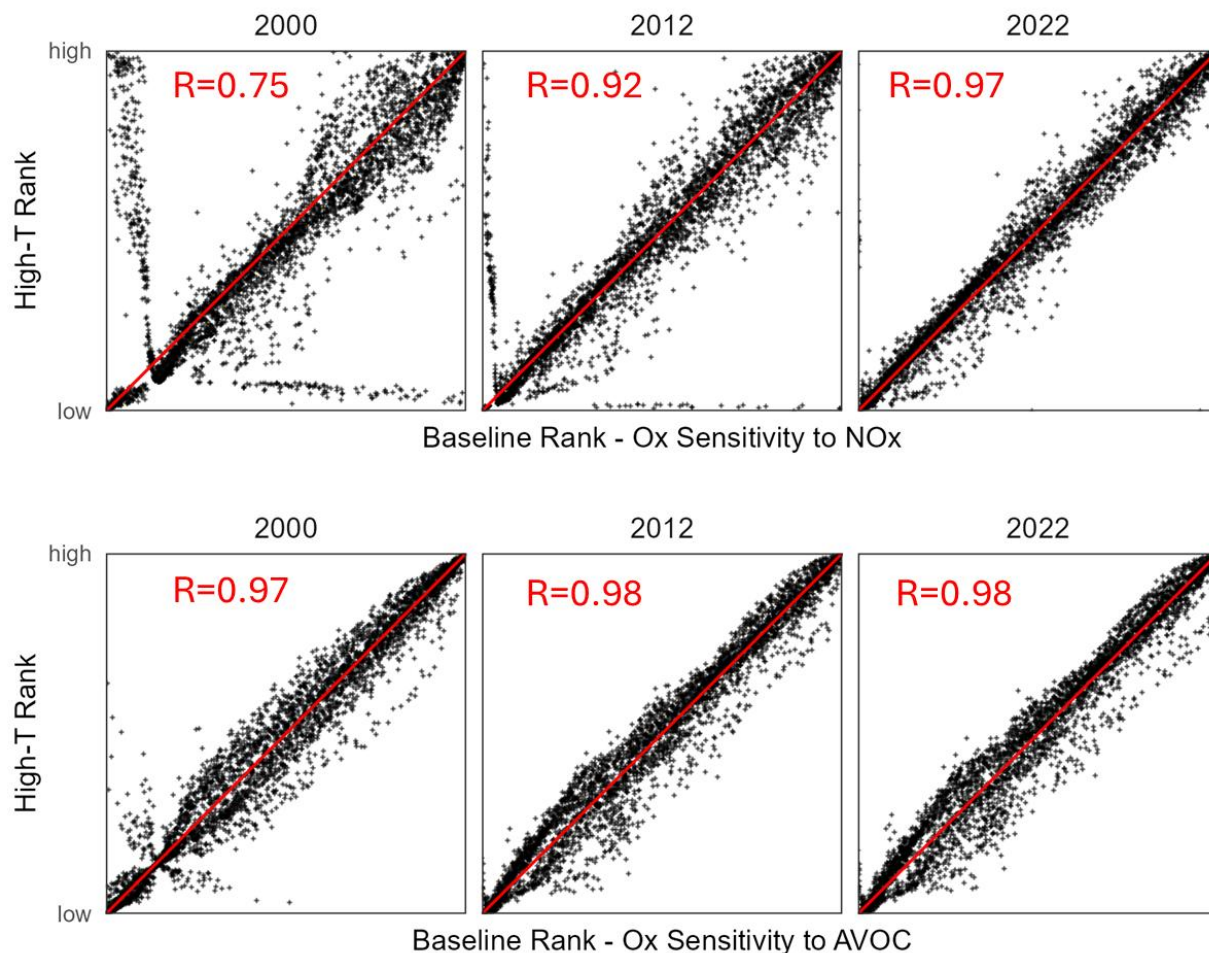 2000 2012 2022
high
R=0.75 R=0.92 R=0.97
High-T Rank
low
Baseline Rank - Ox Sensitivity to NOx
2000 2012 2022
high
R=0.97 R=0.98 R=0.98
High-T Rank
low
Baseline Rank - Ox Sensitivity to AVOC